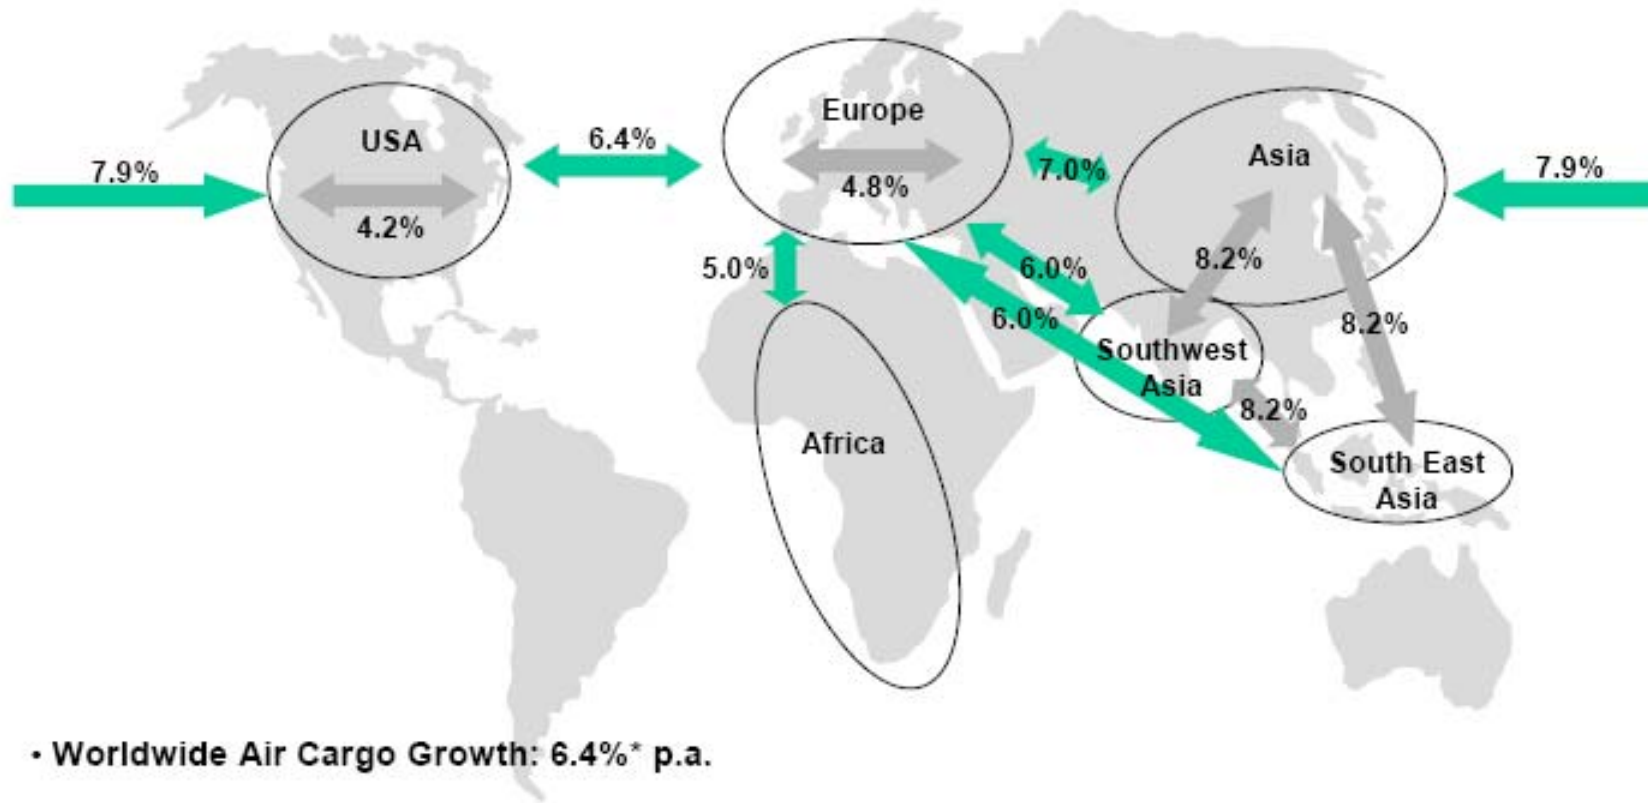 Europe
USA
Asia
6.4%
7.9%
7.0%
7.9%
4.8%
4.2%
5.0%
6.0%
8.2%
6.0%
8.2%
Southwest
Asia
8.2%
Africa
South East
Asia
• Worldwide Air Cargo Growth: 6.4%* p.a.